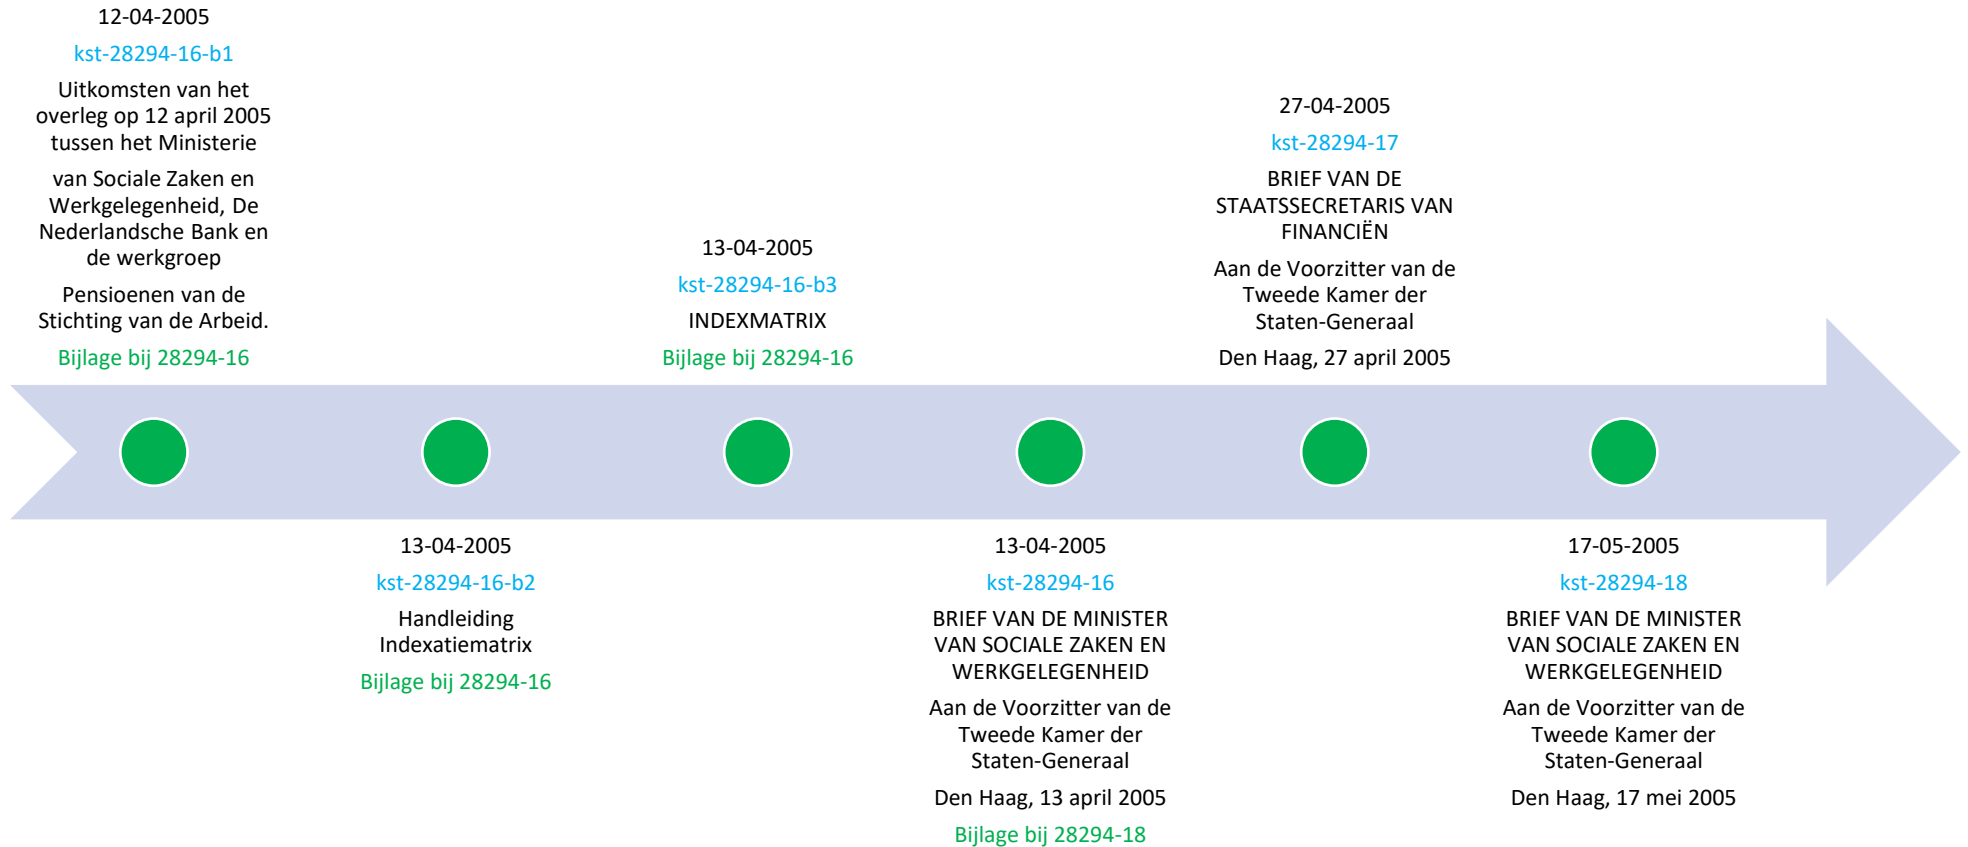 12-04-2005
kst-28294-16-b1
Uitkomsten van het
overleg op 12 april 2005
tussen het Ministerie
van Sociale Zaken en
Werkgelegenheid, De
Nederlandsche Bank en
de werkgroep
Pensioenen van de
Stichting van de Arbeid.
Bijlage bij 28294-16
13-04-2005
kst-28294-16-b2
Handleiding
Indexatiematrix
Bijlage bij 28294-16
13-04-2005
kst-28294-16-b3
INDEXMATRIX
Bijlage bij 28294-16
13-04-2005
kst-28294-16
BRIEF VAN DE MINISTER
VAN SOCIALE ZAKEN EN
WERKGELEGENHEID
Aan de Voorzitter van de
Tweede Kamer der
Staten-Generaal
Den Haag, 13 april 2005
Bijlage bij 28294-18
27-04-2005
kst-28294-17
BRIEF VAN DE
STAATSSECRETARIS VAN
FINANCIËN
Aan de Voorzitter van de
Tweede Kamer der
Staten-Generaal
Den Haag, 27 april 2005
17-05-2005
kst-28294-18
BRIEF VAN DE MINISTER
VAN SOCIALE ZAKEN EN
WERKGELEGENHEID
Aan de Voorzitter van de
Tweede Kamer der
Staten-Generaal
Den Haag, 17 mei 2005